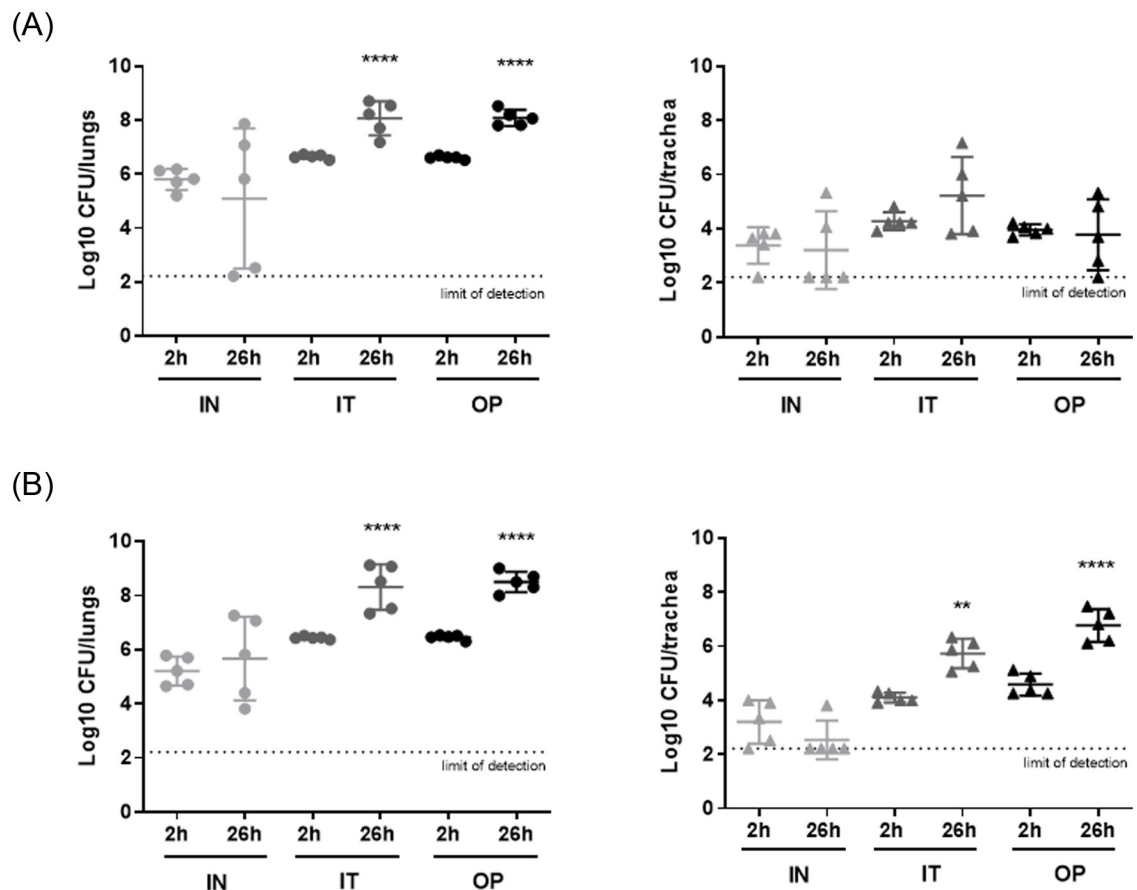 (A)
Log10 CFU/lungs
10
8
6
4
2
0
****
****
limit of detection
2h 26h 2h 26h 2h 26h
IN IT OP
Log10 CFU/trachea
10
8
6
4
2
0
limit of detection
2h 26h 2h 26h 2h 26h
IN IT OP
(B)
Log10 CFU/lungs
10
8
6
4
2
0
****
****
limit of detection
2h 26h 2h 26h 2h 26h
IN IT OP
Log10 CFU/trachea
10
8
6
4
2
0
**
****
limit of detection
2h 26h 2h 26h 2h 26h
IN IT OP